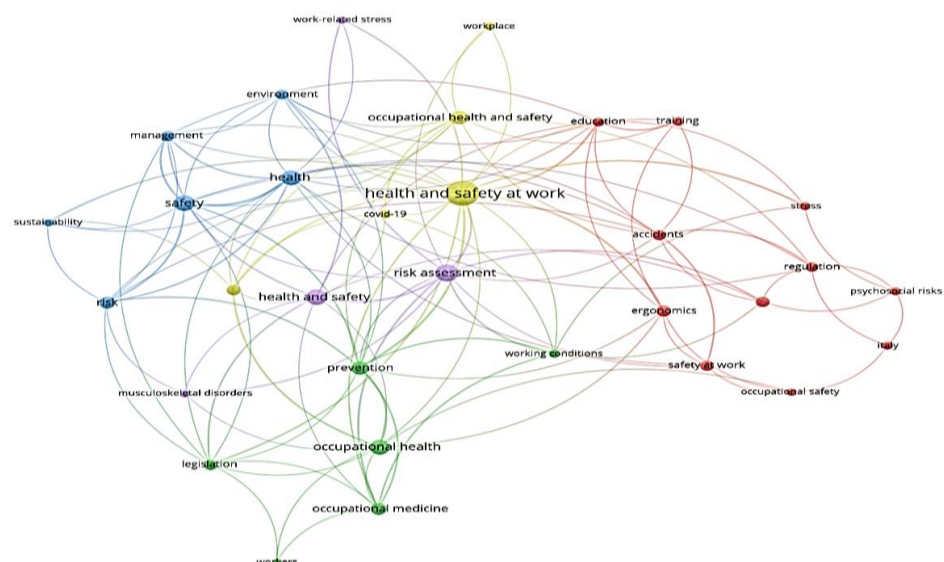 work-related stress
workplace
environment
occupational health and safety
education
training
management
health
health and safety at work
safety
covid-19
stress
sustainability
accidents
risk assessment
regulation
health and safety
psychosocial risks
risk
ergonomics
italy
working conditions
prevention
safety at work
musculoskeletal disorders
occupational safety
occupational health
legislation
occupational medicine
workers